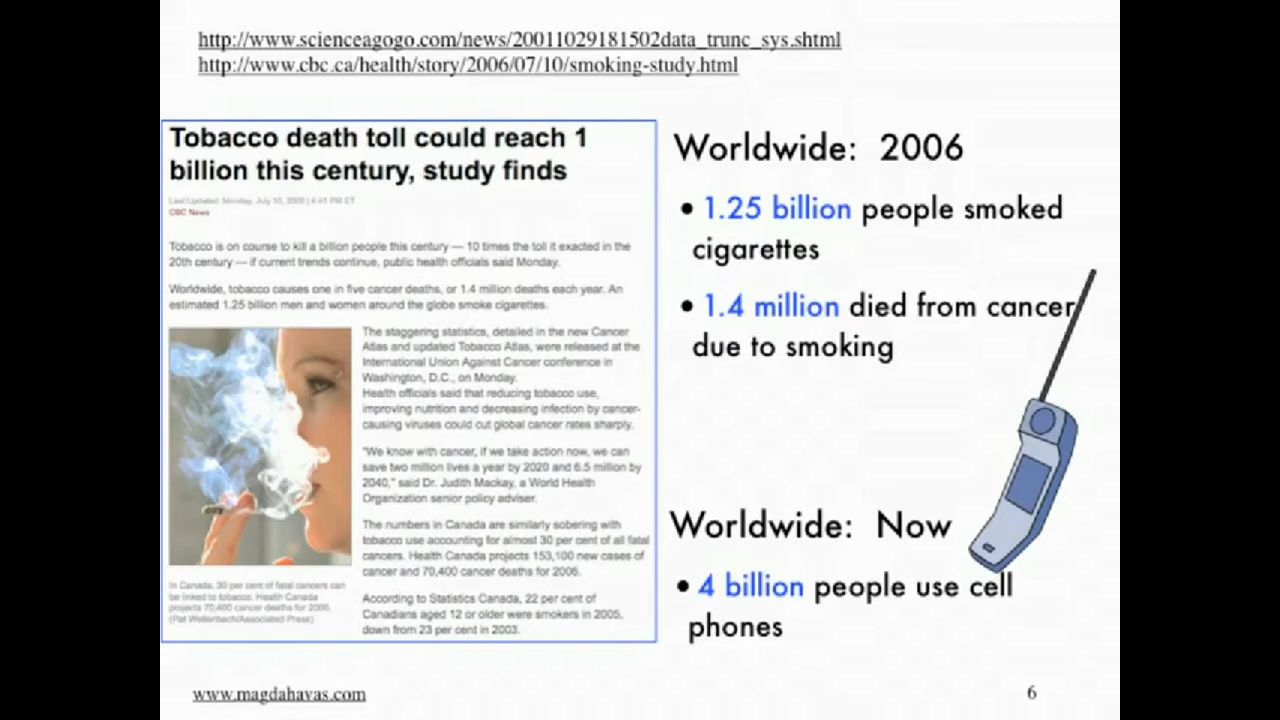 http://www.scienceagogo.com/news/20011029181502data_trunc_sys.shtml
http://www.cbc.ca/health/story/2006/07/10/smoking-study.html
Tobacco death toll could reach 1
billion this century, study finds
Last Updated: Monday, July 10, 2006 | 4:41 PM ET
CBC News
Tobacco is on course to kill a billion people this century — 10 times the toll it exacted in the
20th century — if current trends continue, public health officials said Monday.
Worldwide, tobacco causes one in five cancer deaths, or 1.4 million deaths each year. An
estimated 1.25 billion men and women around the globe smoke cigarettes.
The staggering statistics, detailed in the new Cancer
Atlas and updated Tobacco Atlas, were released at the
International Union Against Cancer conference in
Washington, D.C., on Monday.
Health officials said that reducing tobacco use,
improving nutrition and decreasing infection by cancer-
causing viruses could cut global cancer rates sharply.
"We know with cancer, if we take action now, we can
save two million lives a year by 2020 and 6.5 million by
2040," said Dr. Judith Mackay, a World Health
Organization senior policy adviser.
The numbers in Canada are similarly sobering with
tobacco use accounting for almost 30 per cent of all fatal
cancers. Health Canada projects 153,100 new cases of
cancer and 70,400 cancer deaths for 2006.
According to Statistics Canada, 22 per cent of
Canadians aged 12 or older were smokers in 2005,
down from 23 per cent in 2003.
In Canada, 30 per cent of fatal cancers can
be linked to tobacco. Health Canada
projects 70,400 cancer deaths for 2006.
(Pat Wellenbach/Associated Press)
Worldwide: 2006
• 1.25 billion people smoked
cigarettes
• 1.4 million died from cancer
due to smoking
Worldwide: Now
• 4 billion people use cell
phones
www.magdahavas.com
6